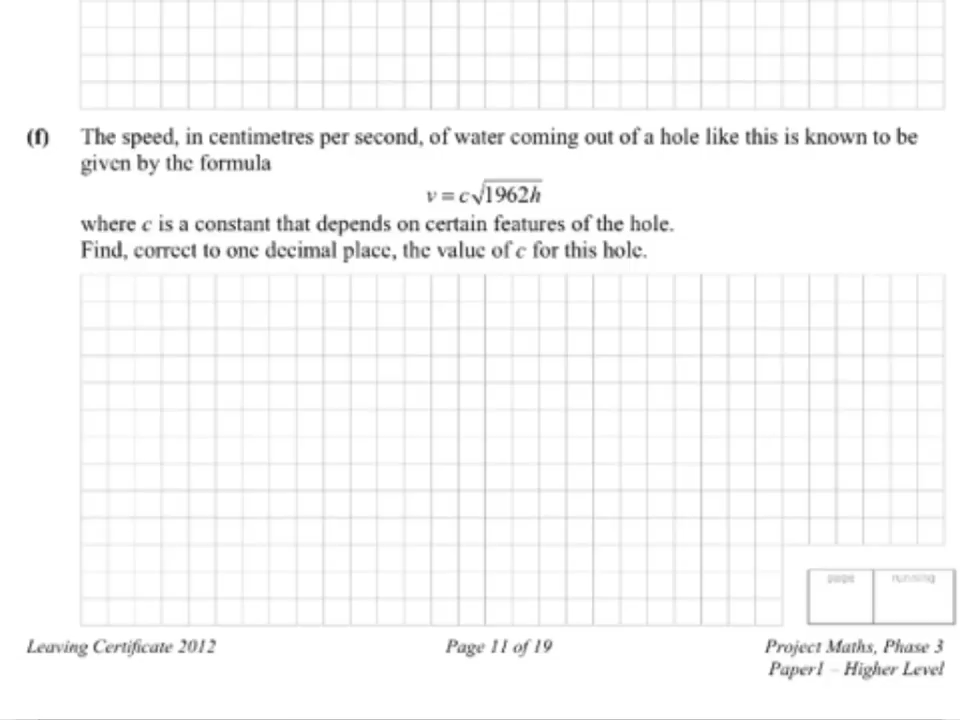 (f) The speed, in centimetres per second, of water coming out of a hole like this is known to be
given by the formula
v = c√1962h
where c is a constant that depends on certain features of the hole.
Find, correct to one decimal place, the value of c for this hole.
page running
Leaving Certificate 2012 Page 11 of 19 Project Maths, Phase 3
Paper1 – Higher Level